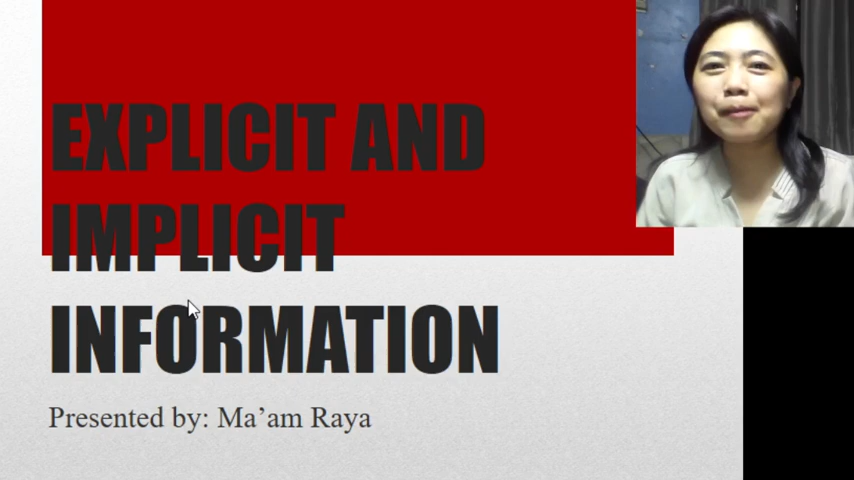 EXPLICIT AND
IMPLICIT
INFORMATION
Presented by: Ma’am Raya